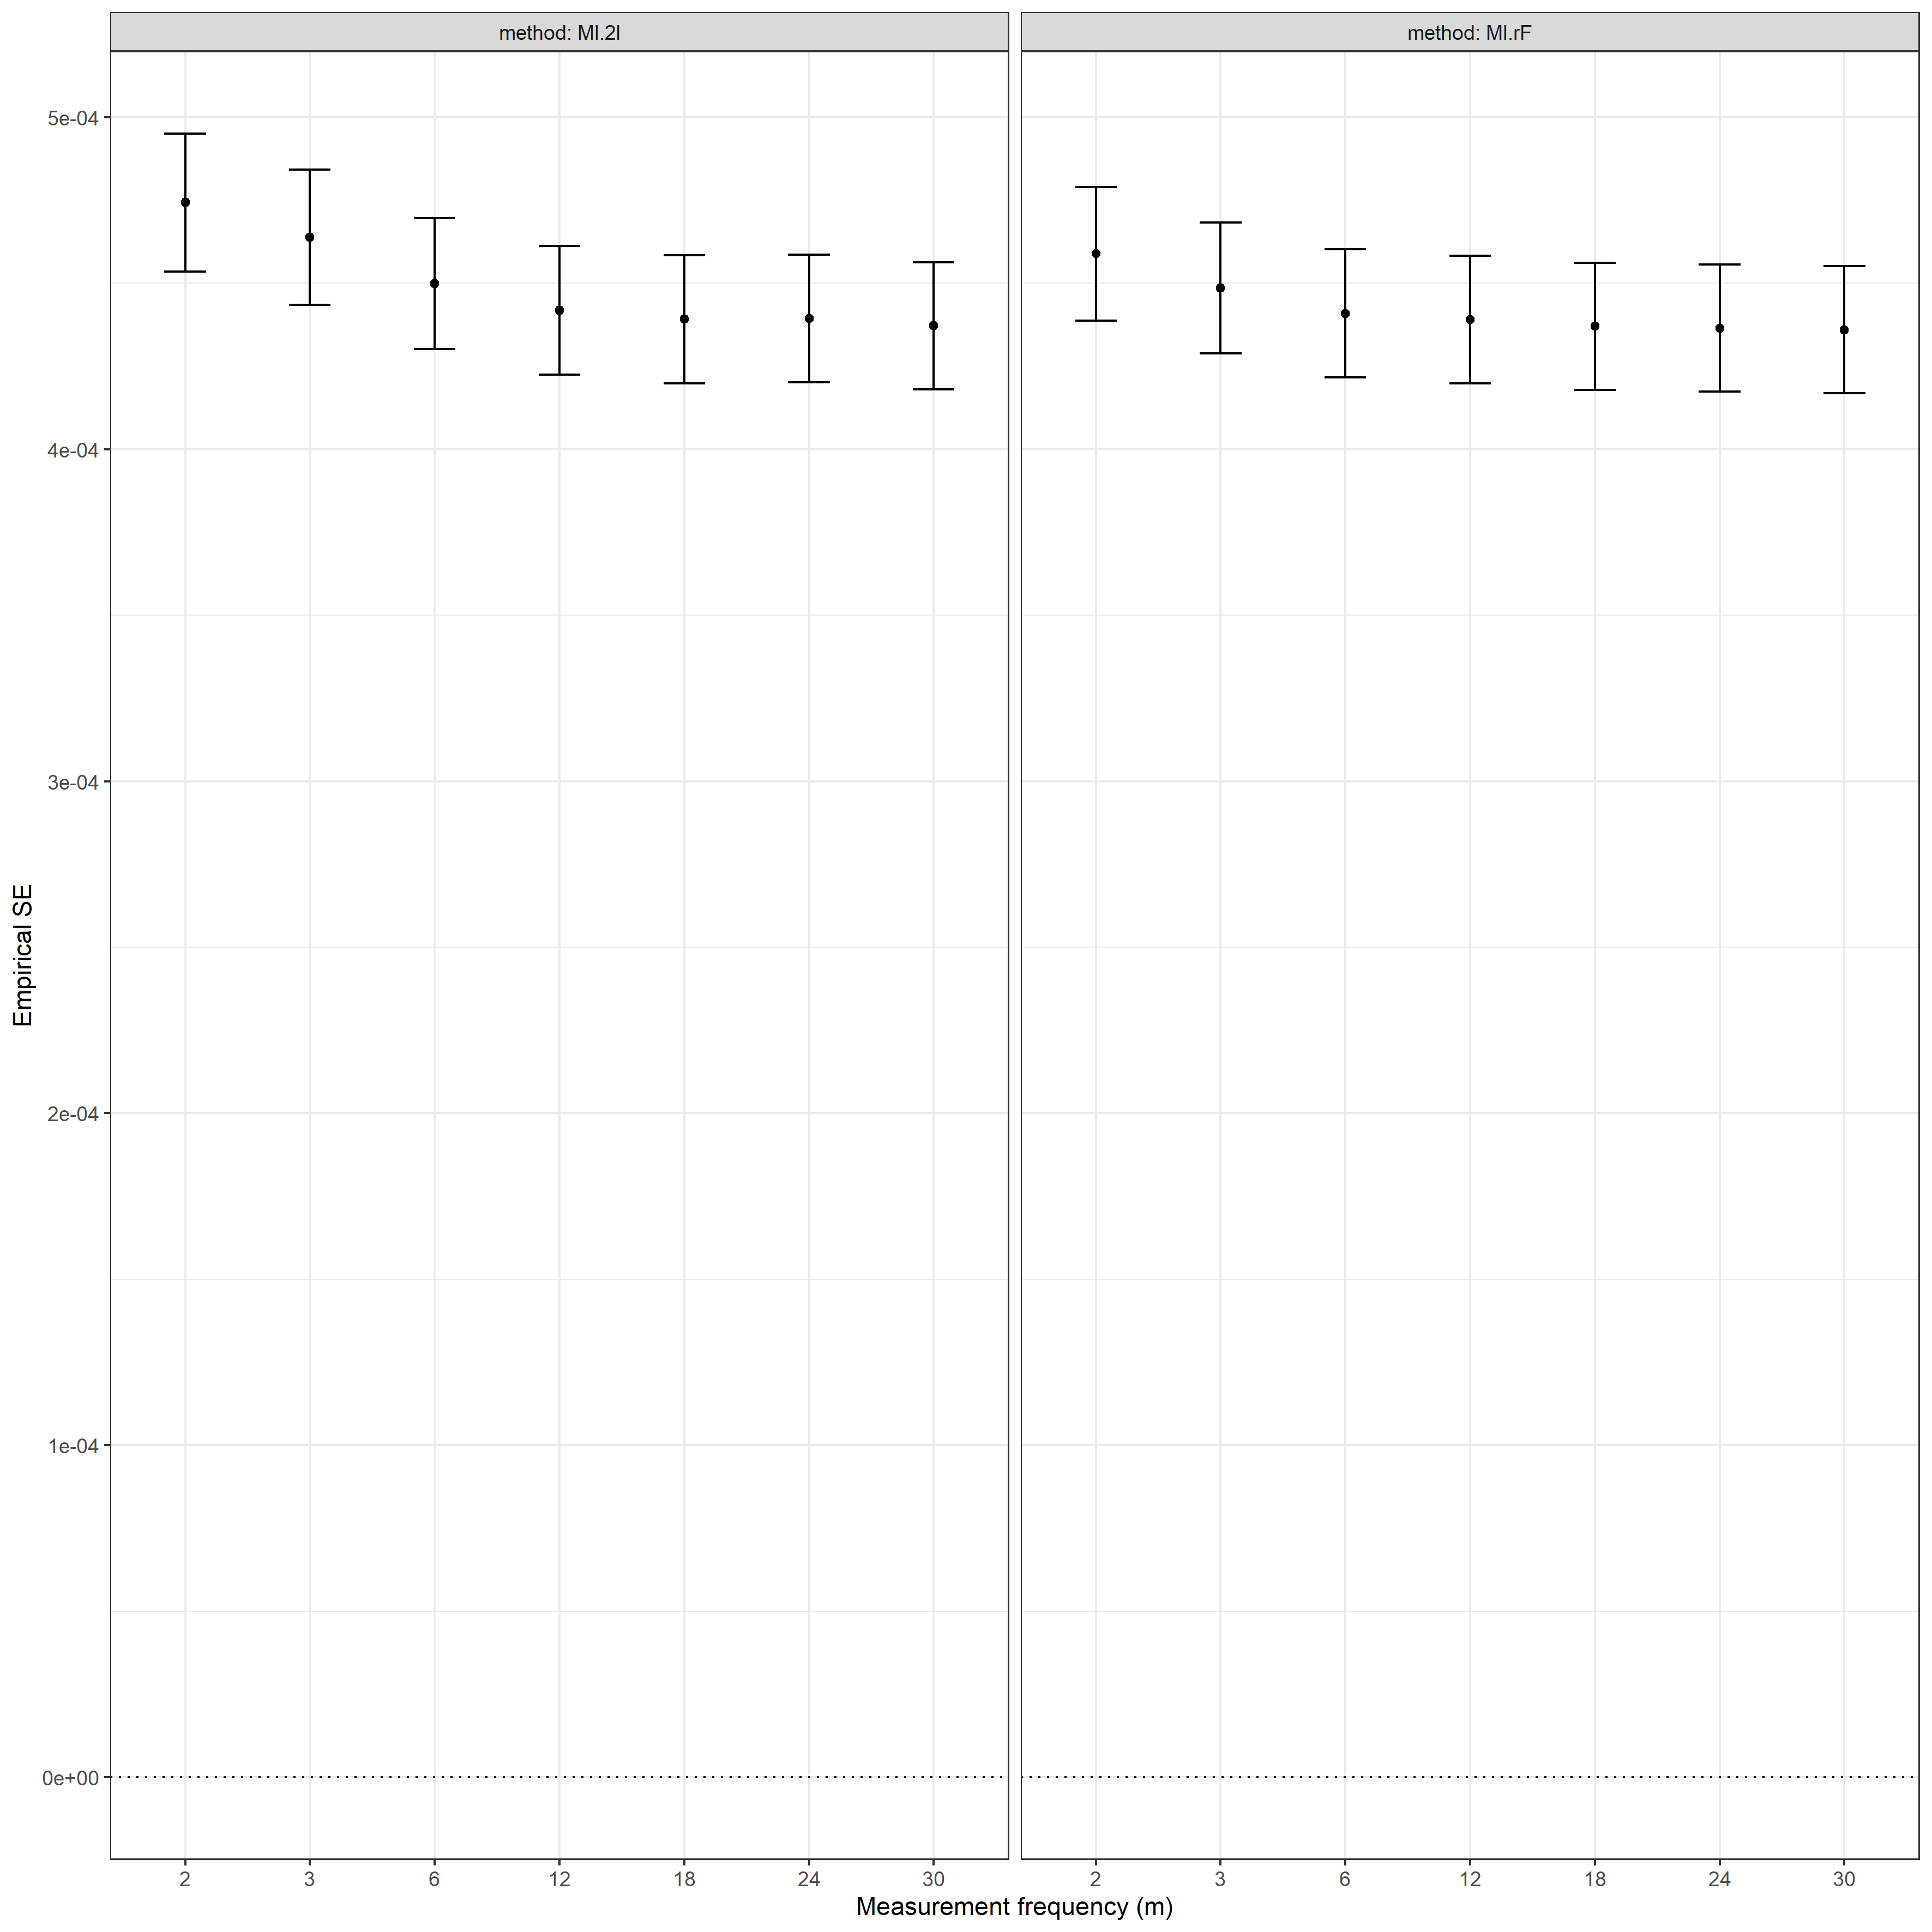 method: MI.2l
method: MI.rF
5e-04
4e-04
3e-04
2e-04
1e-04
0e+00
Empirical SE
2 3 6 12 18 24 30
2 3 6 12 18 24 30
Measurement frequency (m)